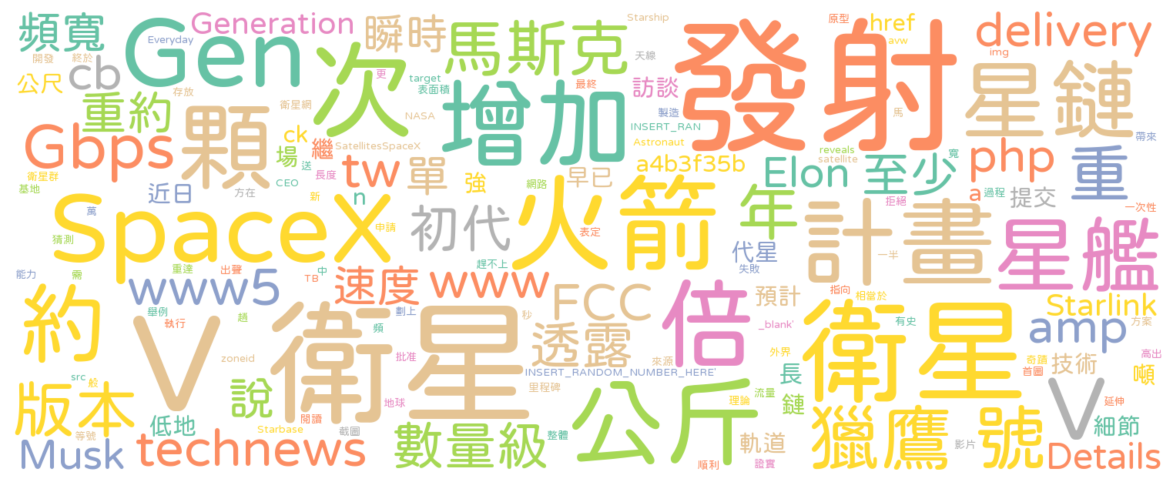 頻寬
Everyday
Generation
瞬時
馬斯克
Starship
發射
原型
href
avw
delivery
開發
終於
Gen
次
更
target
表面積
最終
天線
訪談
img
星鏈
公尺
cb
存放
增加
製造
馬
帶來
重約
衛星網
NASA
INSERT_RAN
Gbps
顆
ck
SatellitesSpaceX
Astronaut
reveals
satellite
寬
php
重
衛星群
場
送
繼
tw
單
強
網路
早已
a4b3f35b
Elon
至少
基地
近日
CEO
長度
方在
新
n
年
a
過程
提交
拒絕
一次性
萬
SpaceX
申請
初代
火箭
表定
代星
計畫
星艦
猜測
一半
失敗
能力
需
重達
出聲
TB
中
趕不上
指向
約
www5
速度
www
FCC
倍
預計
相當於
Starlink
舉例
執行
趙
劃上
頻
秒
透露
_blank`
有史
amp
方案
V
衛星
zoneid
批准
來源
外界
衛星
奇蹟
首圖
技術
高出
src
般
INSERT_RANDOM_NUMBER_HERE`
里程碑
長
噸
版本
說
閱讀
地球
公斤
理論
流量
鏈
V
延伸
等號
低地
Starbase
截圖
數量級
整體
獵鷹
號
細節
Musk
technews
順利
軌道
證實
影片
Details